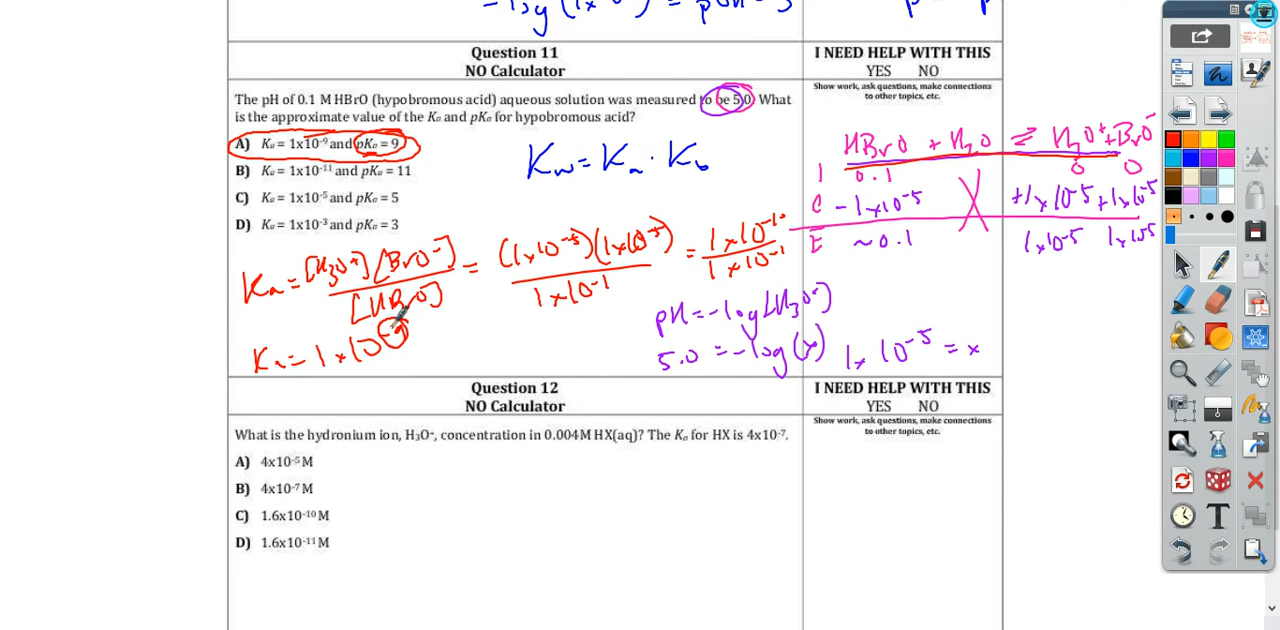 -log(1x10
Question 11
NO Calculator
I NEED HELP WITH THIS
YES NO
Show work, ask questions, make connections
to other topics, etc.
The pH of 0.1 M HBrO (hypobromous acid) aqueous solution was measured to be 5.0. What
is the approximate value of the Kₐ and pKₐ for hypobromous acid?
A) Kₐ = 1x10⁻⁹ and pKₐ = 9
B) Kₐ = 1x10⁻¹¹ and pKₐ = 11
C) Kₐ = 1x10⁻⁵ and pKₐ = 5
D) Kₐ = 1x10⁻³ and pKₐ = 3
Kw = Ka · Kb
HBrO + H₂O ⇌ H₃O⁺ + BrO⁻
I 0.1 0 0
C -1x10⁻⁵ +1x10⁻⁵ +1x10⁻⁵
E ~0.1 1x10⁻⁵ 1x10⁻⁵
Ka = [H₃O⁺][BrO⁻] / [HBrO] = (1x10⁻⁵)(1x10⁻⁵) / 1x10⁻¹ = 1x10⁻¹⁰ / 1x10⁻¹
Ka = 1x10⁻⁹
pH = -log[H₃O⁺]
5.0 = -log(x) 1x10⁻⁵ = x
Question 12
NO Calculator
I NEED HELP WITH THIS
YES NO
Show work, ask questions, make connections
to other topics, etc.
What is the hydronium ion, H₃O⁺, concentration in 0.004M HX(aq)? The Kₐ for HX is 4x10⁻⁷.
A) 4x10⁻⁵ M
B) 4x10⁻⁷ M
C) 1.6x10⁻¹⁰ M
D) 1.6x10⁻¹¹ M